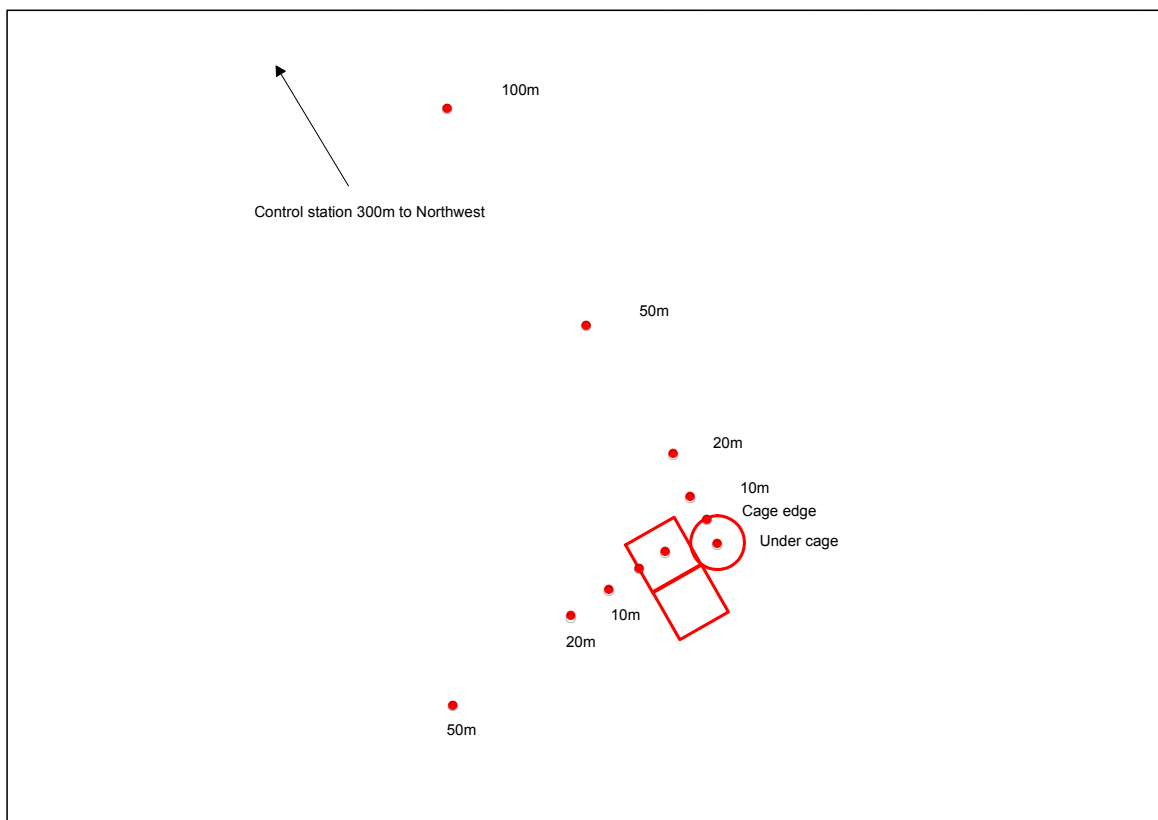 100m
Control station 300m to Northwest
50m
20m
10m
Cage edge
Under cage
10m
20m
50m